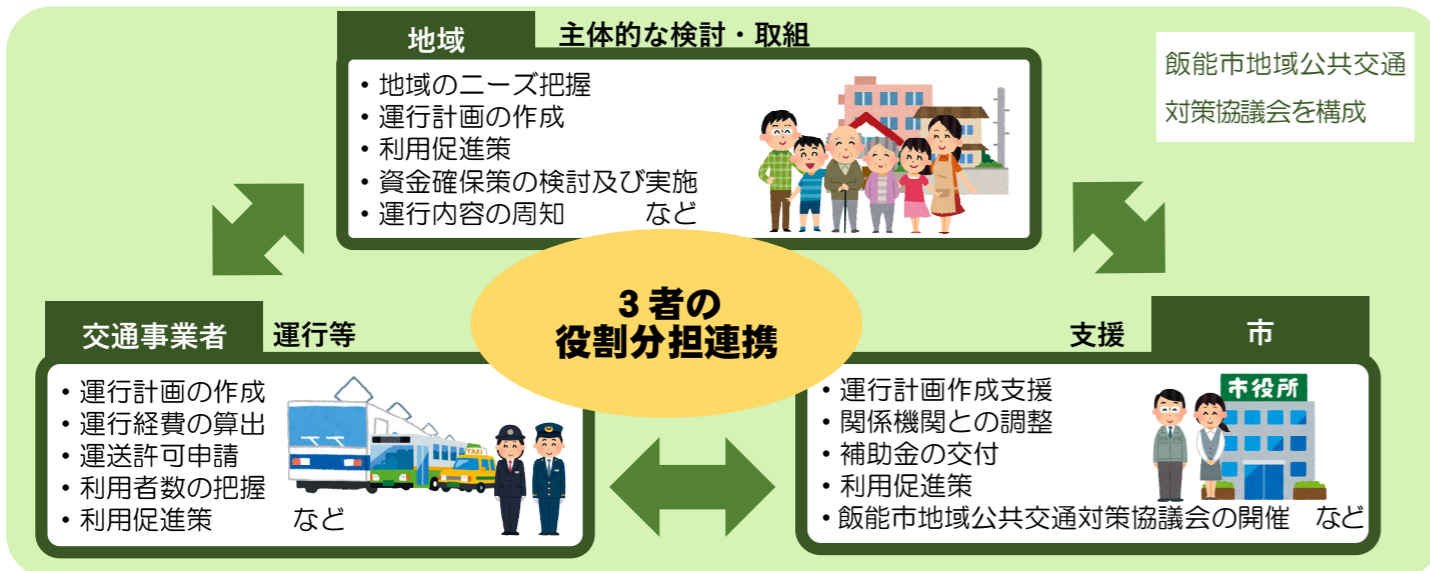 地域
主体的な検討・取組
・地域のニーズ把握
・運行計画の作成
・利用促進策
・資金確保策の検討及び実施
・運行内容の周知 など
飯能市地域公共交通
対策協議会を構成
3者の
役割分担連携
交通事業者
運行等
・運行計画の作成
・運行経費の算出
・運送許可申請
・利用者数の把握
・利用促進策 など
TAXI
支援
市
・運行計画作成支援
・関係機関との調整
・補助金の交付
・利用促進策
・飯能市地域公共交通対策協議会の開催 など
市役所